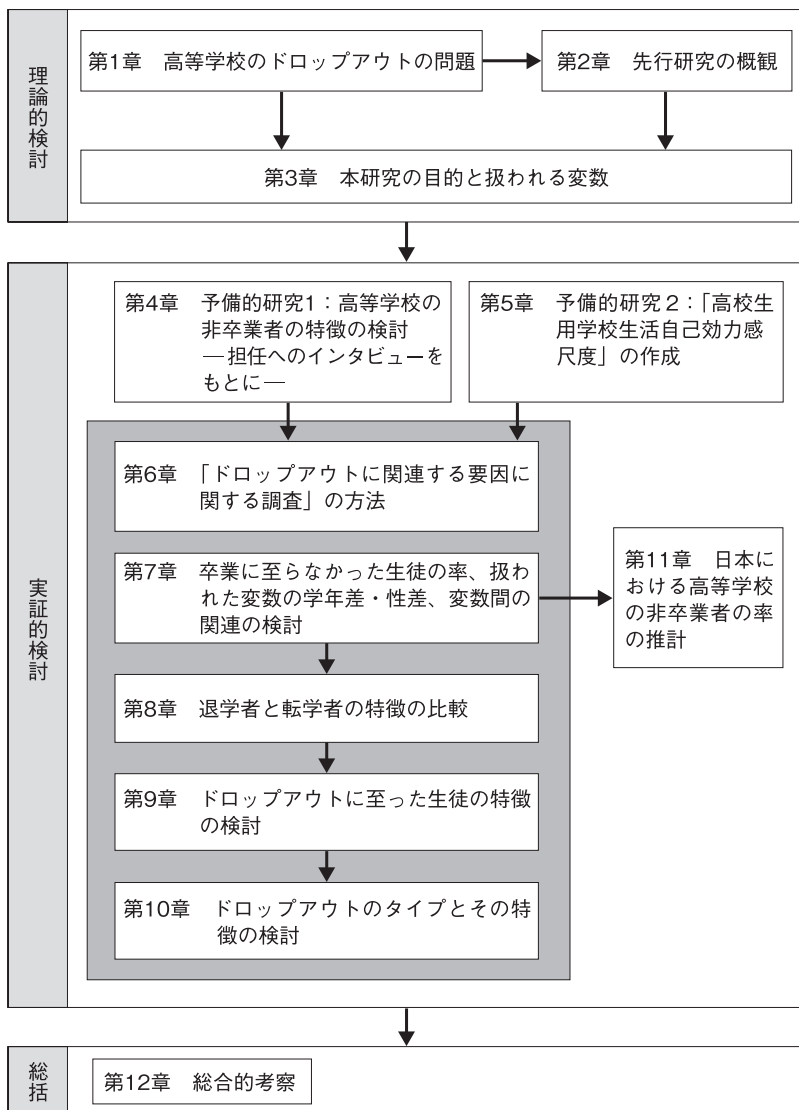 理論的検討
第1章 高等学校のドロップアウトの問題
第2章 先行研究の概観
第3章 本研究の目的と扱われる変数
実証的検討
第4章 予備的研究1：高等学校の
非卒業者の特徴の検討
―担任へのインタビューを
もとに―
第5章 予備的研究2：「高校生
用学校生活自己効力感
尺度」の作成
第6章 「ドロップアウトに関連する要因に
関する調査」の方法
第7章 卒業に至らなかった生徒の率、扱わ
れた変数の学年差・性差、変数間の
関連の検討
第11章 日本に
おける高等学校
の非卒業者の率
の推計
第8章 退学者と転学者の特徴の比較
第9章 ドロップアウトに至った生徒の特徴
の検討
第10章 ドロップアウトのタイプとその特
徴の検討
総括
第12章 総合的考察